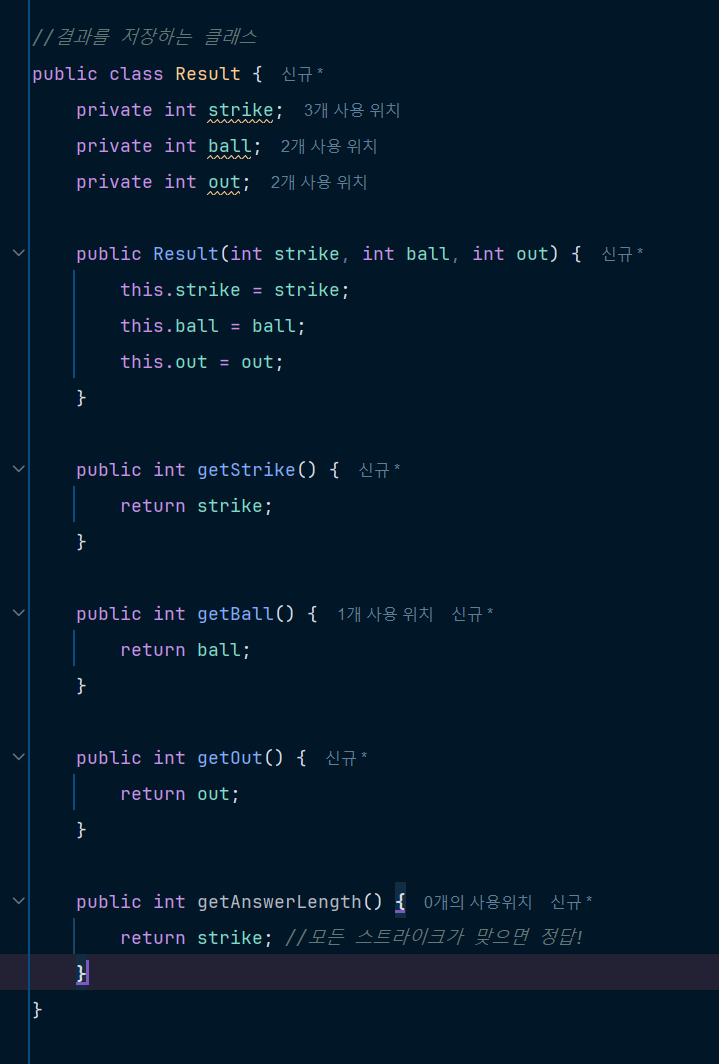 //결과를 저장하는 클래스
public class Result {  신규 *
    private int strike;  3개 사용 위치
    private int ball;  2개 사용 위치
    private int out;  2개 사용 위치
    public Result(int strike, int ball, int out) {  신규 *
        this.strike = strike;
        this.ball = ball;
        this.out = out;
    }
    public int getStrike() {  신규 *
        return strike;
    }
    public int getBall() {  1개 사용 위치  신규 *
        return ball;
    }
    public int getOut() {  신규 *
        return out;
    }
    public int getAnswerLength() {  0개의 사용위치  신규 *
        return strike; //모든 스트라이크가 맞으면 정답!
    }
}